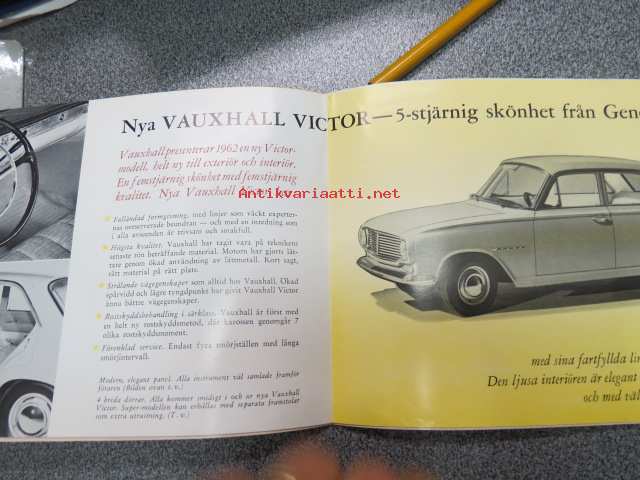 Nya VAUXHALL VICTOR—5-stjärnig skönhet från Gene
Vauxhall presenterar 1962 en ny Victor-
modell, helt ny till exteriör och interiör.
En femstjärnig skönhet med femstjärnig
kvalitet. Nya Vauxhall
Antikvariaatti.net
Fulländad formgivning, med linjer som väckt experter-
nas oreserverade beundran — och med en inredning som
i alla avseenden är trivsam och smakfull.
Högsta kvalitet. Vauxhall har tagit vara på teknikens
senaste rön beträffande material. Motorn har gjorts lät-
tare genom ökad användning av lättmetall. Kort sagt,
rätt material på rätt plats.
Strålande vägegenskaper som alltid hos Vauxhall. Ökad
spårvidd och lägre tyngdpunkt har givit Vauxhall Victor
ännu bättre vägegenskaper.
Rostskyddsbehandling i särklass. Vauxhall är först med
en helt ny rostskyddsmetod, där karossen genomgår 7
olika rostskyddsmoment.
Förenklad service. Endast fyra smörjställen med långa
smörjintervall.
Modern, elegant panel. Alla instrument väl samlade framför
föraren (Bilden ovan t. v.)
4 breda dörrar. Alla kommer smidigt i och ur nya Vauxhall
Victor. Super-modellen kan erhållas med separata framstolar
som extra utrustning. (T. v.)
med sina fartfyllda lin
Den ljusa interiören är elegant
och med väl